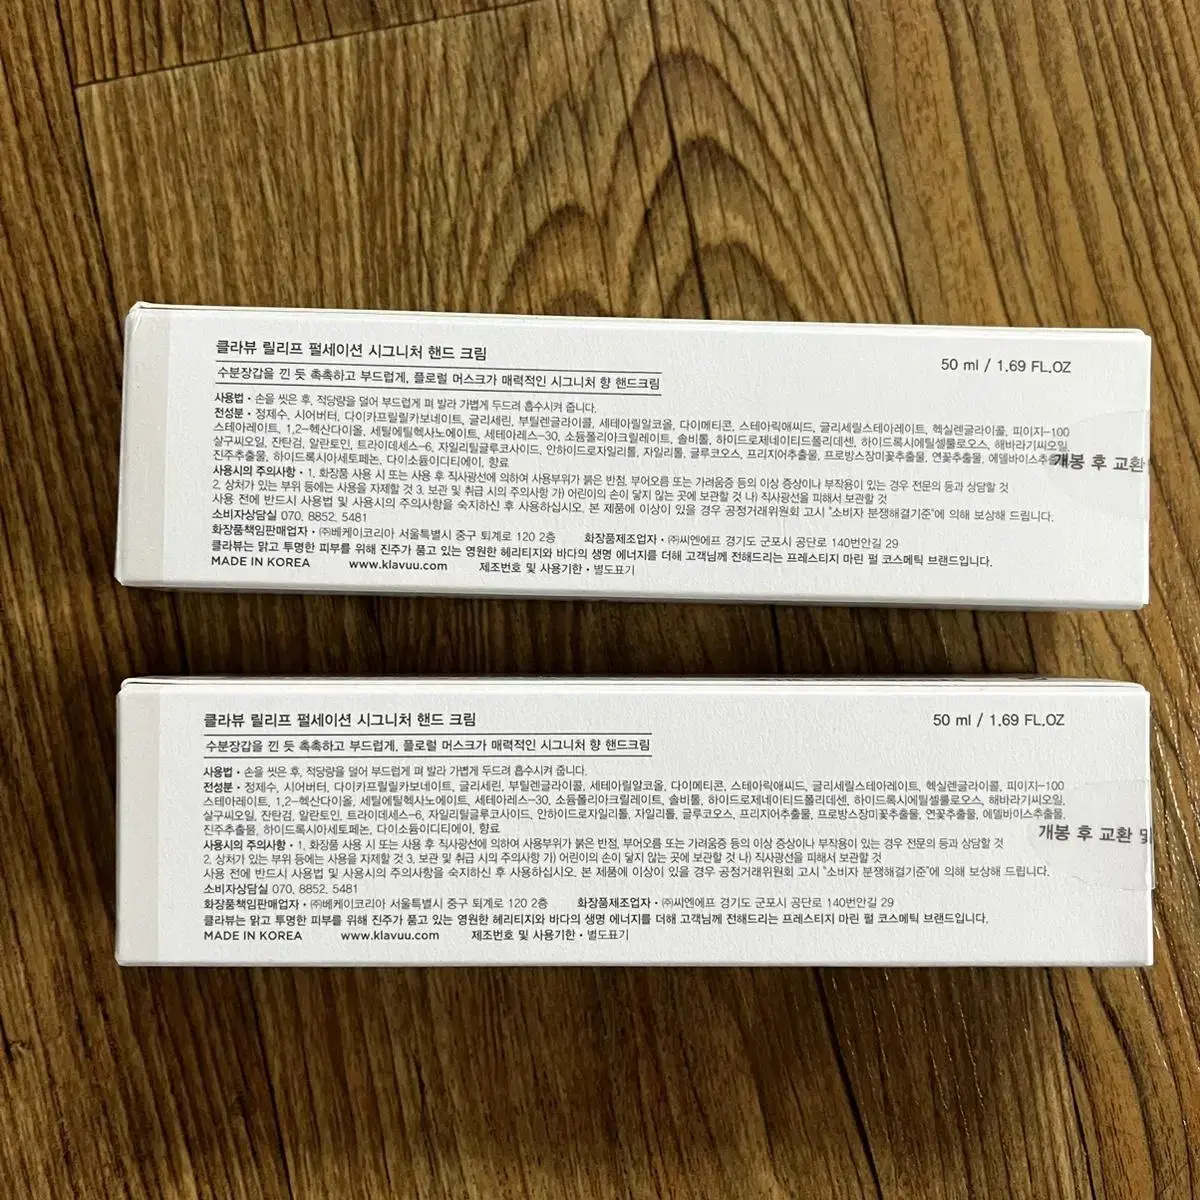 클라뷰 릴리프 펄세이션 시그니처 핸드 크림
50 ml / 1.69 FL.OZ
수분장갑을 낀 듯 촉촉하고 부드럽게, 플로럴 머스크가 매력적인 시그니처 향 핸드크림
사용법 • 손을 씻은 후, 적당량을 덜어 부드럽게 펴 발라 가볍게 두드려 흡수시켜 줍니다.
전성분 • 정제수, 시어버터, 다이카프릴릴카보네이트, 글리세린, 부틸렌글라이콜, 세테아릴알코올, 다이메티콘, 스테아릭애씨드, 글리세릴스테아레이트, 헥실렌글라이콜, 피이지-100
스테아레이트, 1,2-헥산다이올, 세틸에틸헥사노에이트, 세테아레스-30, 소듐폴리아크릴레이트, 솔비톨, 하이드로제네이티드폴리데센, 하이드록시에틸셀룰로오스, 해바라기씨오일,
살구씨오일, 잔탄검, 알란토인, 트라이데세스-6, 자일리틸글루코사이드, 안하이드로자일리톨, 자일리톨, 글루코오스, 프리지어추출물, 프로방스장미꽃추출물, 연꽃추출물, 에델바이스추출물,
진주추출물, 하이드록시아세토페논, 다이소듐이디티에이, 향료
개봉 후 교환
사용시의 주의사항 • 1. 화장품 사용 시 또는 사용 후 직사광선에 의하여 사용부위가 붉은 반점, 부어오름 또는 가려움증 등의 이상 증상이나 부작용이 있는 경우 전문의 등과 상담할 것
2. 상처가 있는 부위 등에는 사용을 자제할 것 3. 보관 및 취급 시의 주의사항 가) 어린이의 손이 닿지 않는 곳에 보관할 것 나) 직사광선을 피해서 보관할 것
사용 전에 반드시 사용법 및 사용시의 주의사항을 숙지하신 후 사용하십시오. 본 제품에 이상이 있을 경우 공정거래위원회 고시 "소비자 분쟁해결기준"에 의해 보상해 드립니다.
소비자상담실 070. 8852. 5481
화장품책임판매업자 • ㈜베케이코리아 서울특별시 중구 퇴계로 120 2층 화장품제조업자 • ㈜씨엔에프 경기도 군포시 공단로 140번안길 29
클라뷰는 맑고 투명한 피부를 위해 진주가 품고 있는 영원한 헤리티지와 바다의 생명 에너지를 더해 고객님께 전해드리는 프레스티지 마린 펄 코스메틱 브랜드입니다.
MADE IN KOREA www.klavuu.com 제조번호 및 사용기한 • 별도표기
클라뷰 릴리프 펄세이션 시그니처 핸드 크림
50 ml / 1.69 FL.OZ
수분장갑을 낀 듯 촉촉하고 부드럽게, 플로럴 머스크가 매력적인 시그니처 향 핸드크림
사용법 • 손을 씻은 후, 적당량을 덜어 부드럽게 펴 발라 가볍게 두드려 흡수시켜 줍니다.
전성분 • 정제수, 시어버터, 다이카프릴릴카보네이트, 글리세린, 부틸렌글라이콜, 세테아릴알코올, 다이메티콘, 스테아릭애씨드, 글리세릴스테아레이트, 헥실렌글라이콜, 피이지-100
스테아레이트, 1,2-헥산다이올, 세틸에틸헥사노에이트, 세테아레스-30, 소듐폴리아크릴레이트, 솔비톨, 하이드로제네이티드폴리데센, 하이드록시에틸셀룰로오스, 해바라기씨오일,
살구씨오일, 잔탄검, 알란토인, 트라이데세스-6, 자일리틸글루코사이드, 안하이드로자일리톨, 자일리톨, 글루코오스, 프리지어추출물, 프로방스장미꽃추출물, 연꽃추출물, 에델바이스추출물,
진주추출물, 하이드록시아세토페논, 다이소듐이디티에이, 향료
개봉 후 교환 및
사용시의 주의사항 • 1. 화장품 사용 시 또는 사용 후 직사광선에 의하여 사용부위가 붉은 반점, 부어오름 또는 가려움증 등의 이상 증상이나 부작용이 있는 경우 전문의 등과 상담할 것
2. 상처가 있는 부위 등에는 사용을 자제할 것 3. 보관 및 취급 시의 주의사항 가) 어린이의 손이 닿지 않는 곳에 보관할 것 나) 직사광선을 피해서 보관할 것
사용 전에 반드시 사용법 및 사용시의 주의사항을 숙지하신 후 사용하십시오. 본 제품에 이상이 있을 경우 공정거래위원회 고시 "소비자 분쟁해결기준"에 의해 보상해 드립니다.
소비자상담실 070. 8852. 5481
화장품책임판매업자 • ㈜베케이코리아 서울특별시 중구 퇴계로 120 2층 화장품제조업자 • ㈜씨엔에프 경기도 군포시 공단로 140번안길 29
클라뷰는 맑고 투명한 피부를 위해 진주가 품고 있는 영원한 헤리티지와 바다의 생명 에너지를 더해 고객님께 전해드리는 프레스티지 마린 펄 코스메틱 브랜드입니다.
MADE IN KOREA www.klavuu.com 제조번호 및 사용기한 • 별도표기